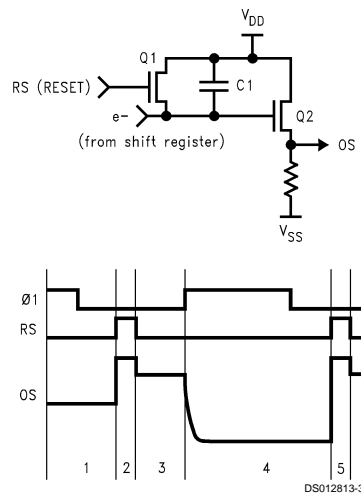 V_DD
Q1
RS (RESET)
C1
e-
Q2
(from shift register)
OS
V_SS
Ø1
RS
OS
1 2 3 4 5
DS012813-3